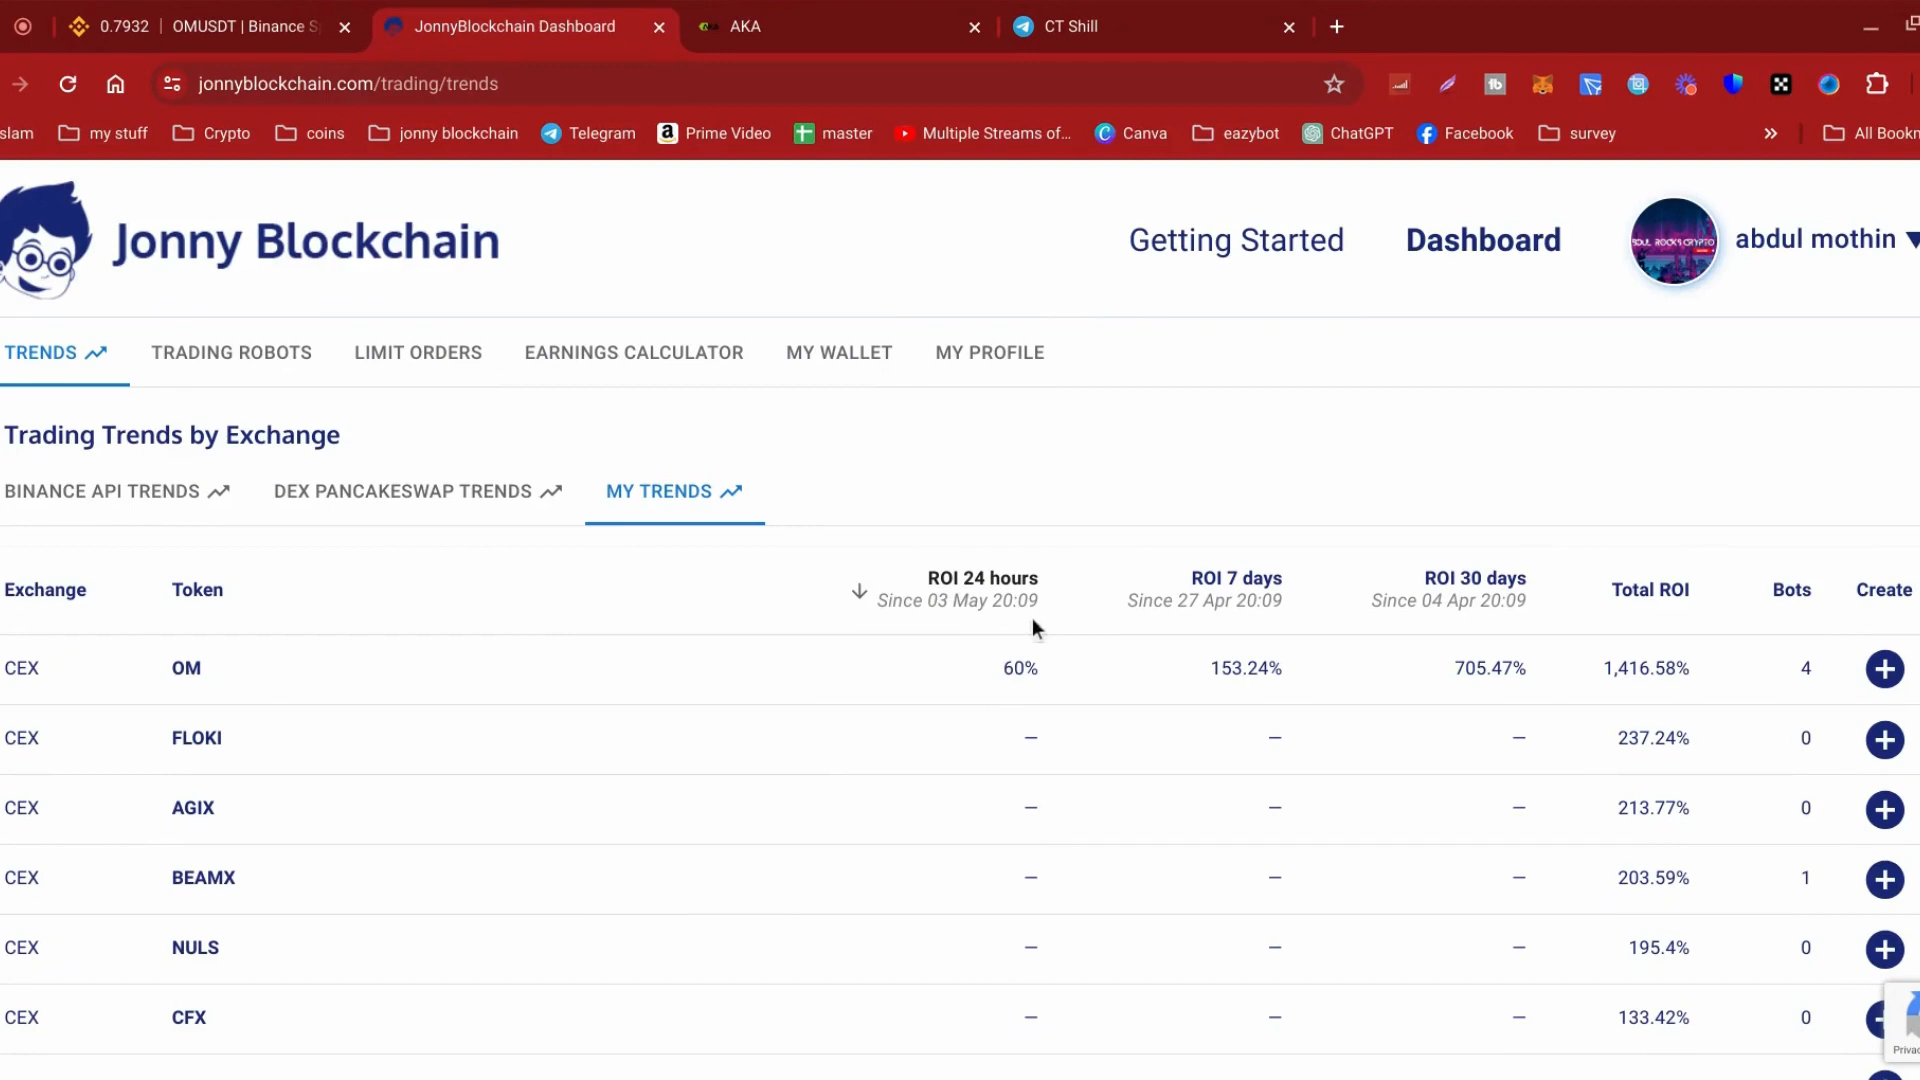 0.7932 | OMUSDT | Binance S
JonnyBlockchain Dashboard
AKA
CT Shill
jonnyblockchain.com/trading/trends
slam
my stuff
Crypto
coins
jonny blockchain
Telegram
Prime Video
master
Multiple Streams of...
Canva
eazybot
ChatGPT
Facebook
survey
All Bookn
Jonny Blockchain
Getting Started
Dashboard
abdul mothin
TRENDS
TRADING ROBOTS
LIMIT ORDERS
EARNINGS CALCULATOR
MY WALLET
MY PROFILE
Trading Trends by Exchange
BINANCE API TRENDS
DEX PANCAKESWAP TRENDS
MY TRENDS
Exchange Token ROI 24 hours ROI 7 days ROI 30 days Total ROI Bots Create
Since 03 May 20:09 Since 27 Apr 20:09 Since 04 Apr 20:09
CEX OM 60% 153.24% 705.47% 1,416.58% 4
CEX FLOKI – – – 237.24% 0
CEX AGIX – – – 213.77% 0
CEX BEAMX – – – 203.59% 1
CEX NULS – – – 195.4% 0
CEX CFX – – – 133.42% 0
Privac